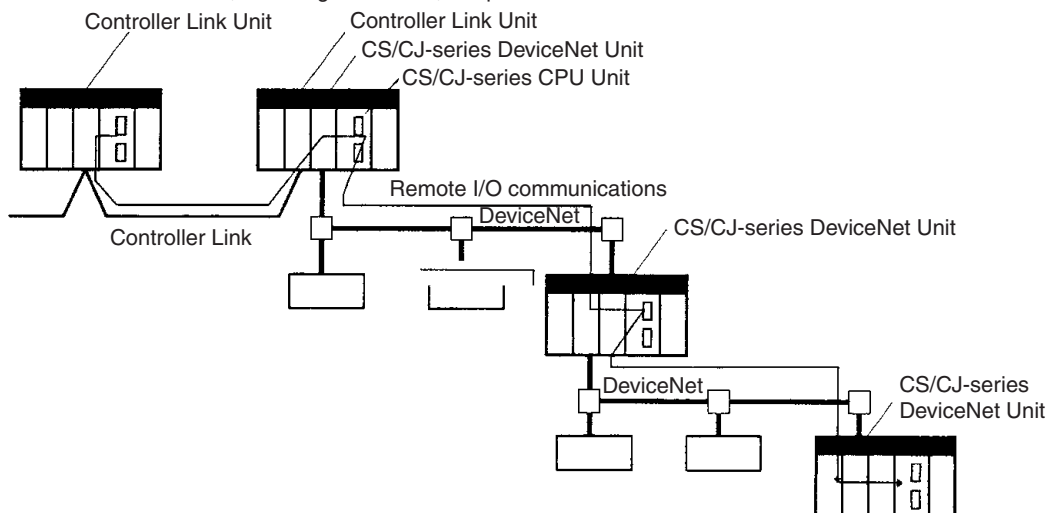 Controller Link Unit
Controller Link Unit
CS/CJ-series DeviceNet Unit
CS/CJ-series CPU Unit
Remote I/O communications
DeviceNet
Controller Link
CS/CJ-series DeviceNet Unit
DeviceNet
CS/CJ-series
DeviceNet Unit